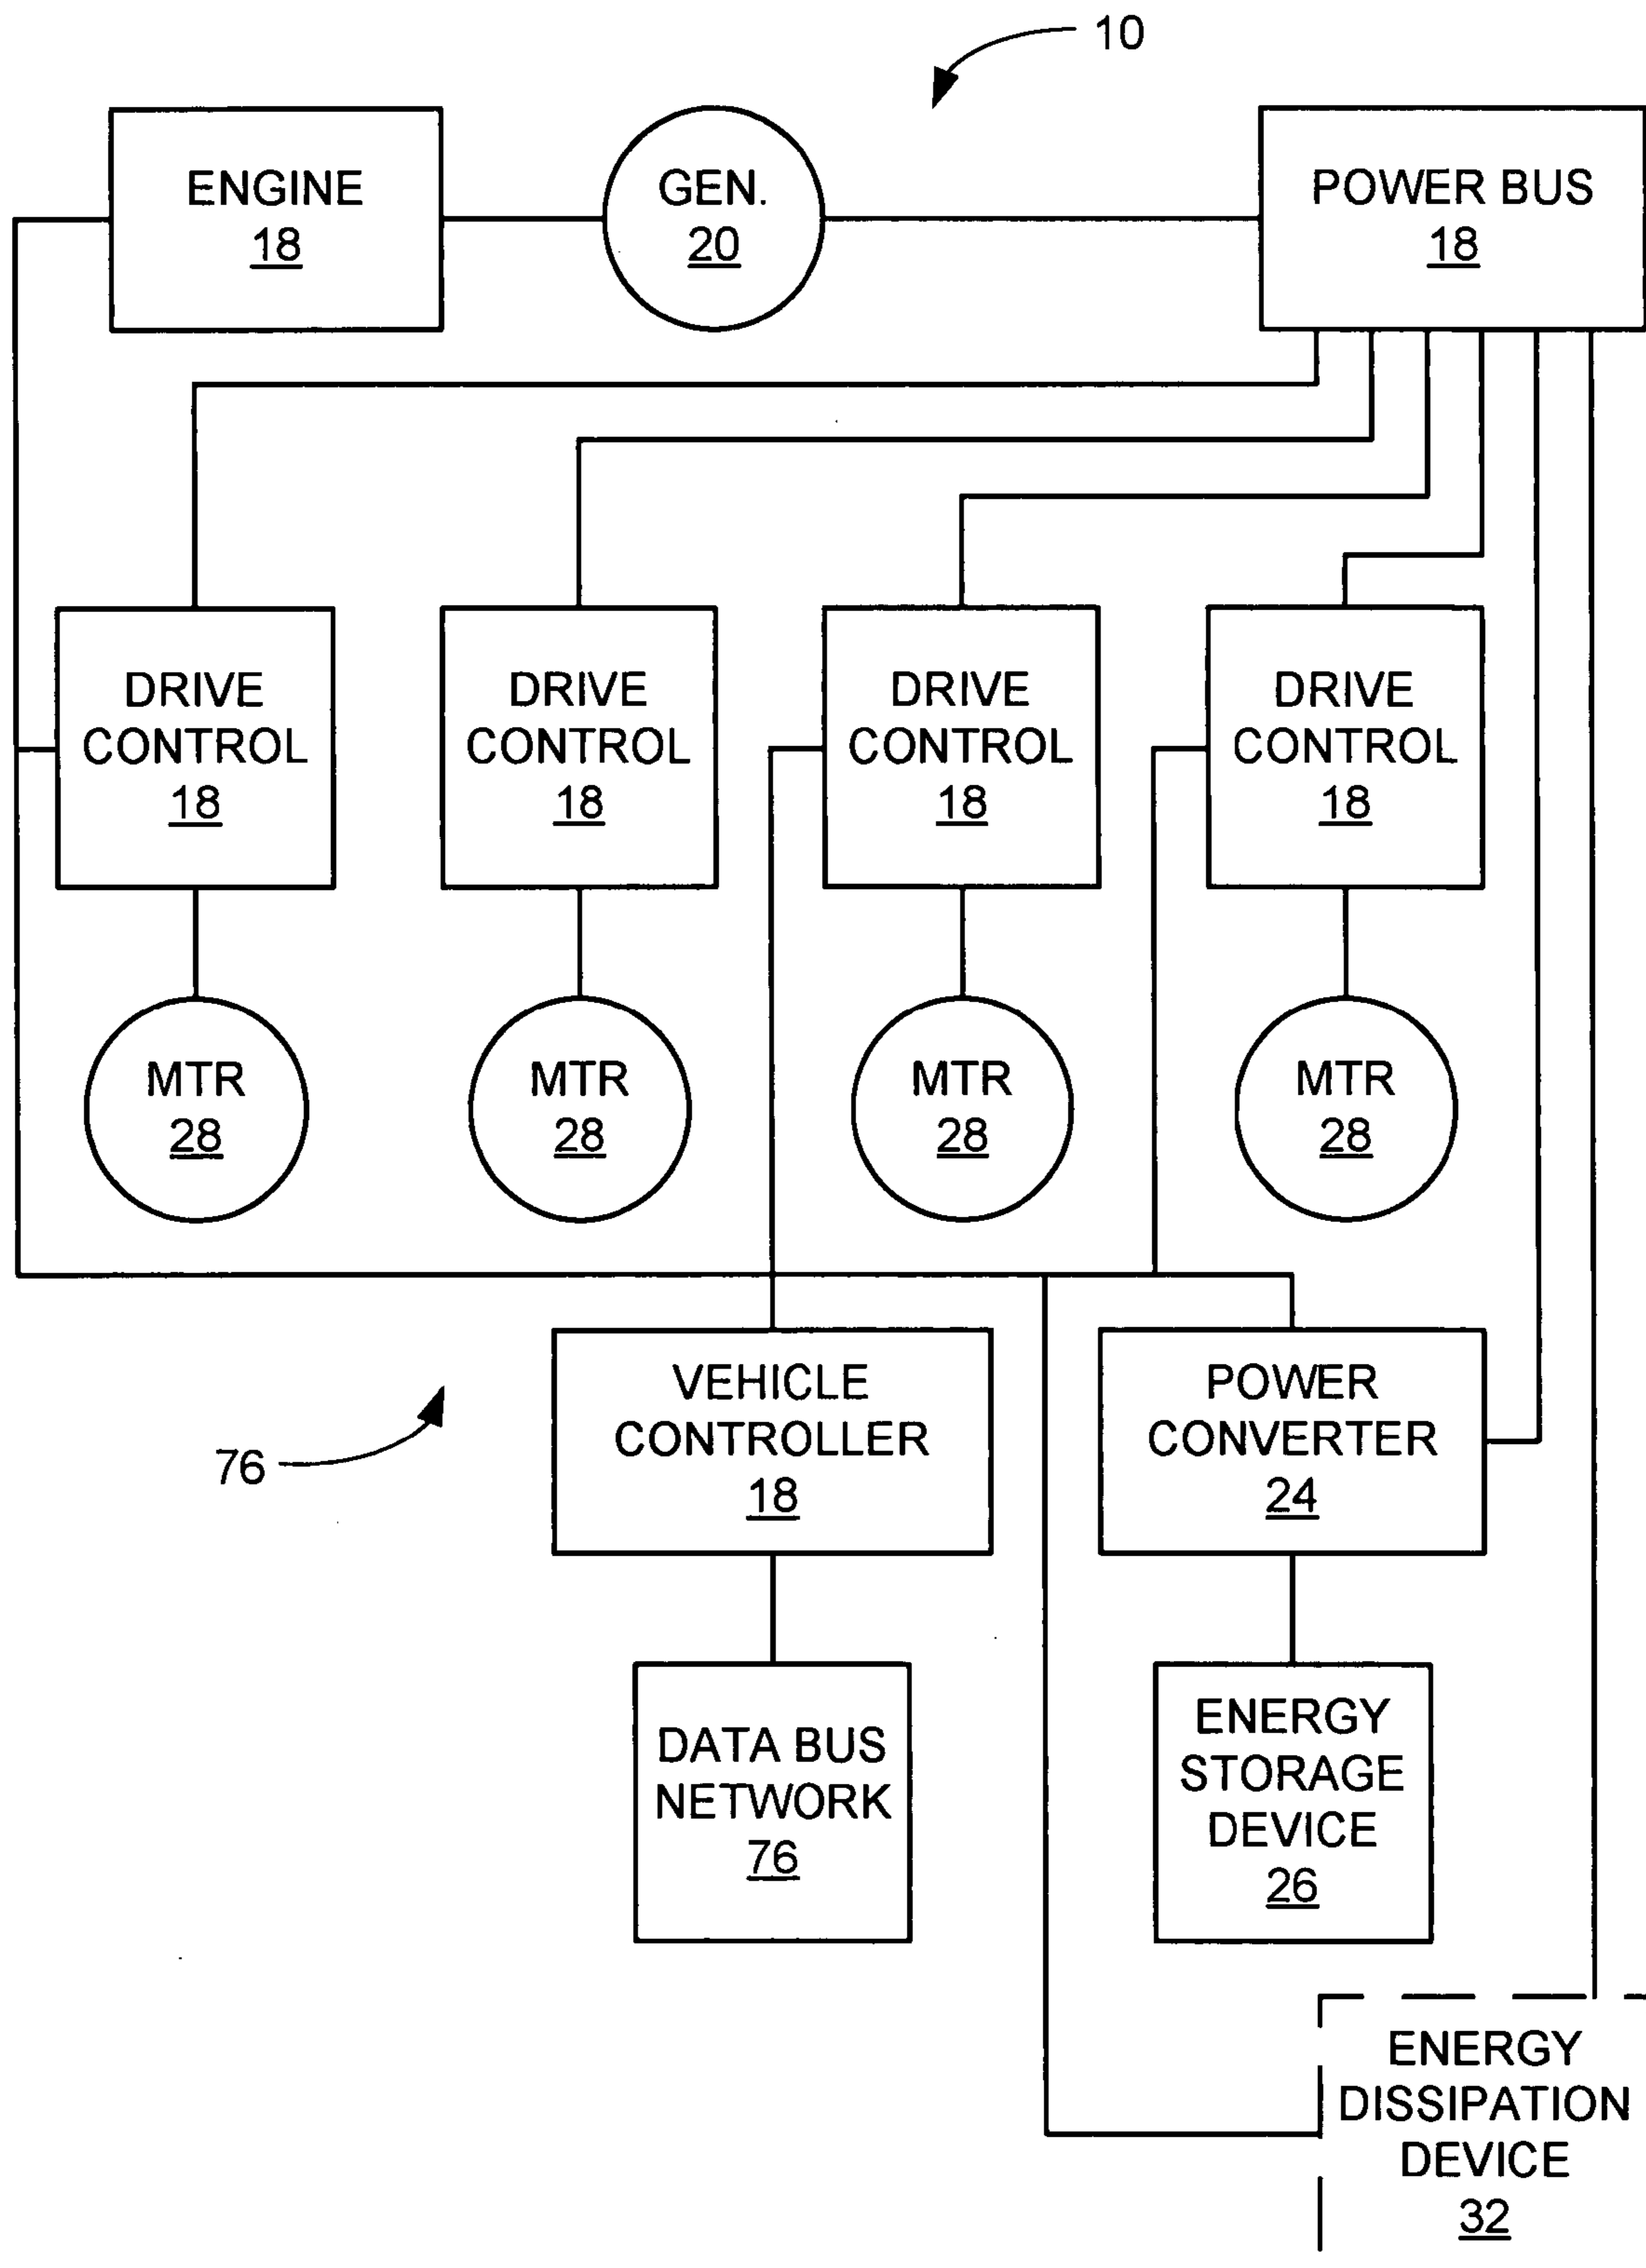 10
ENGINE
18
GEN.
20
POWER BUS
18
DRIVE
CONTROL
18
DRIVE
CONTROL
18
DRIVE
CONTROL
18
DRIVE
CONTROL
18
MTR
28
MTR
28
MTR
28
MTR
28
76
VEHICLE
CONTROLLER
18
POWER
CONVERTER
24
DATA BUS
NETWORK
76
ENERGY
STORAGE
DEVICE
26
ENERGY
DISSIPATION
DEVICE
32